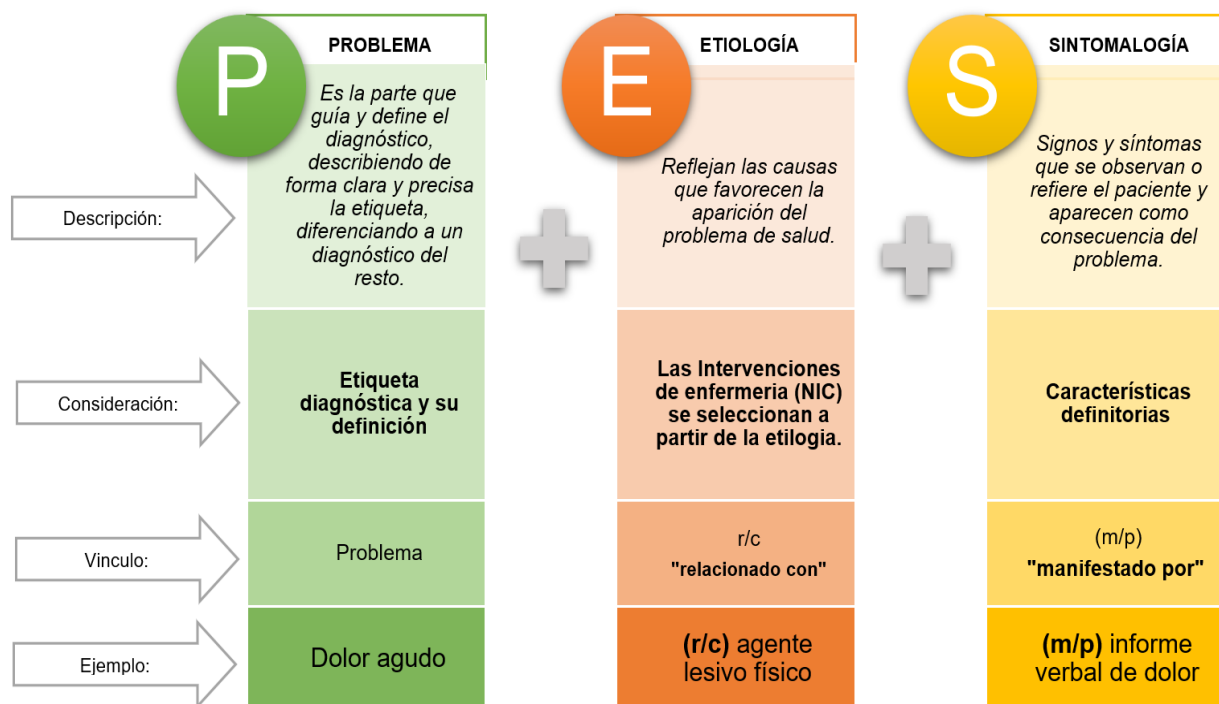 P
PROBLEMA
Es la parte que
guía y define el
diagnóstico,
describiendo de
forma clara y precisa
la etiqueta,
diferenciando a un
diagnóstico del
resto.
E
ETIOLOGÍA
Reflejan las causas
que favorecen la
aparición del
problema de salud.
S
SINTOMALOGÍA
Signos y síntomas
que se observan o
refiere el paciente y
aparecen como
consecuencia del
problema.
Descripción:
Consideración:
Etiqueta
diagnóstica y su
definición
Las Intervenciones
de enfermeria (NIC)
se seleccionan a
partir de la etilogia.
Características
definitorias
Vinculo:
Problema
r/c
"relacionado con"
(m/p)
"manifestado por"
Ejemplo:
Dolor agudo
(r/c) agente
lesivo físico
(m/p) informe
verbal de dolor